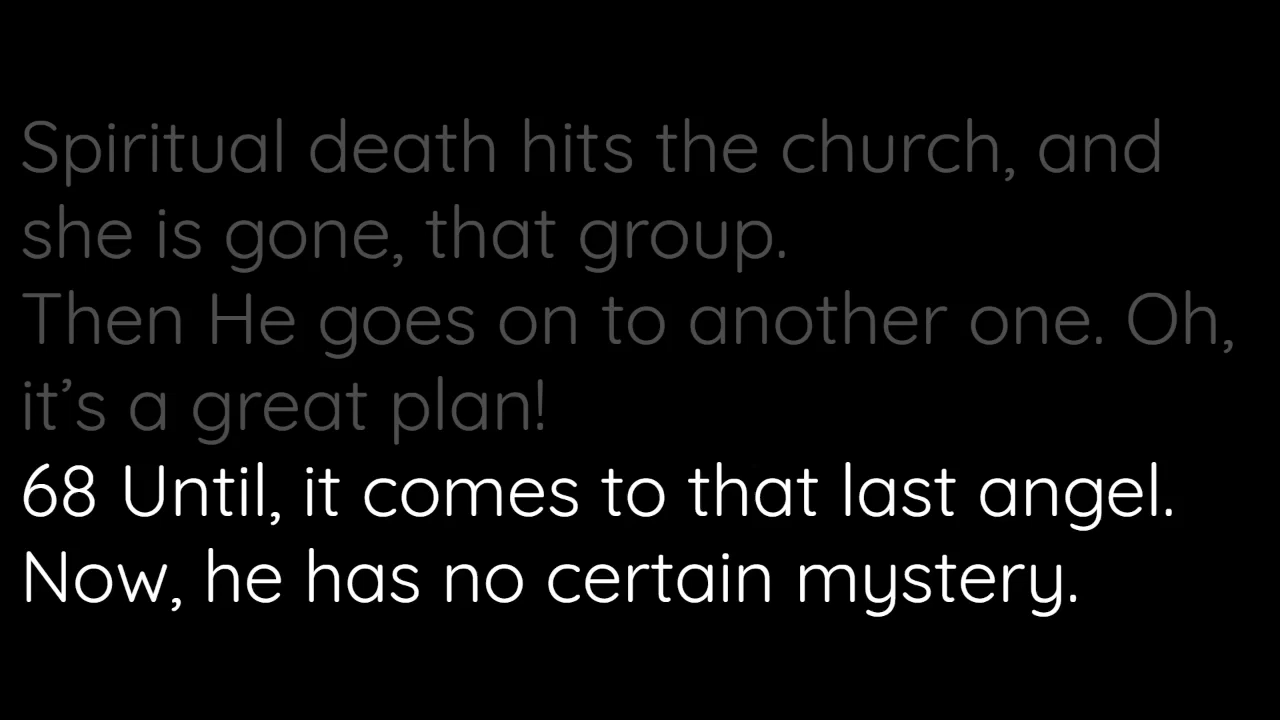 Spiritual death hits the church, and
she is gone, that group.
Then He goes on to another one. Oh,
it’s a great plan!
68 Until, it comes to that last angel.
Now, he has no certain mystery.